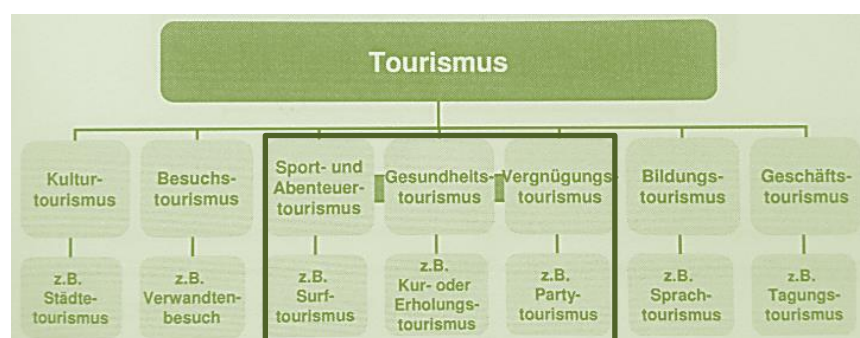 Tourismus
Kultur-
tourismus
Besuchs-
tourismus
Sport- und
Abenteuer-
tourismus
Gesundheits-
tourismus
Vergnügungs-
tourismus
Bildungs-
tourismus
Geschäfts-
tourismus
z.B.
Städte-
tourismus
z.B.
Verwandten-
besuch
z.B.
Surf-
tourismus
z.B.
Kur- oder
Erholungs-
tourismus
z.B.
Party-
tourismus
z.B.
Sprach-
tourismus
z.B.
Tagungs-
tourismus